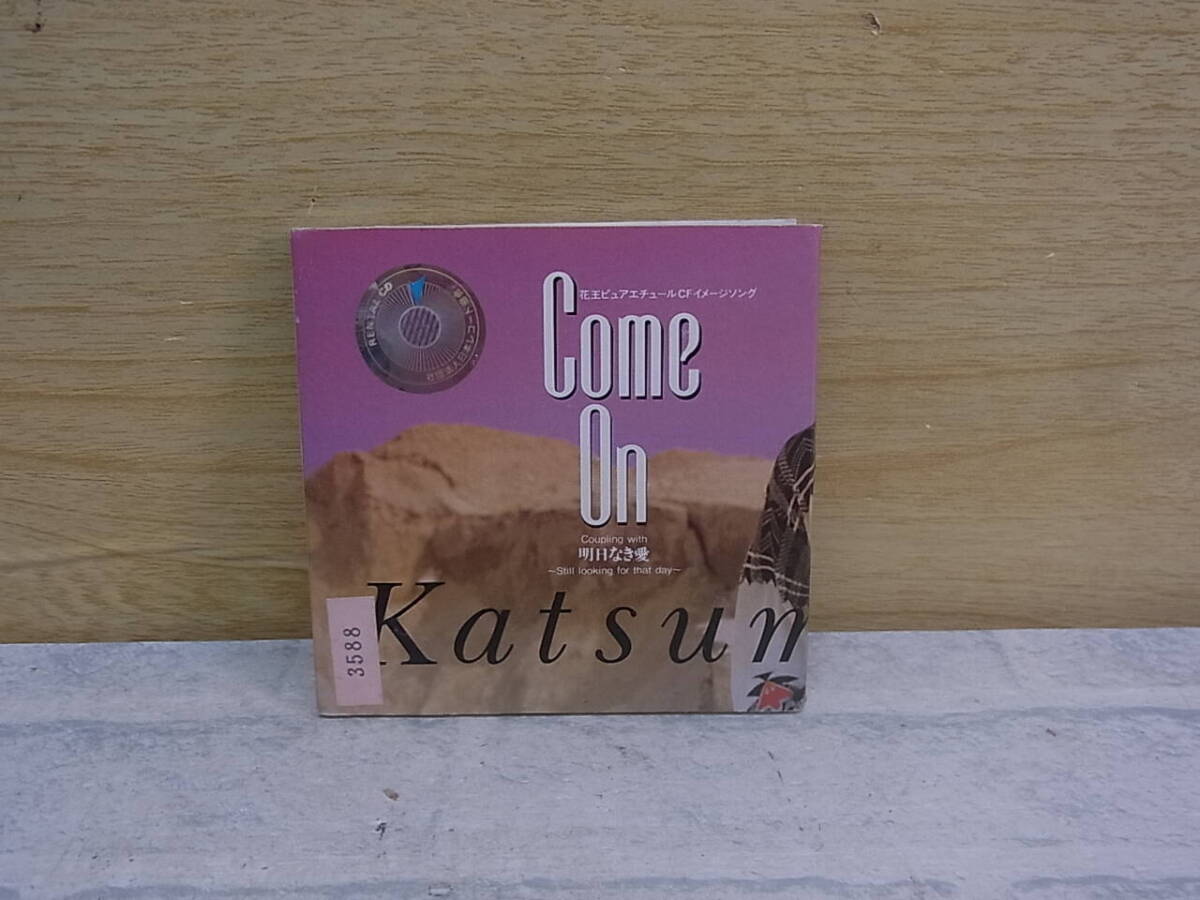 花王ピュアエチュールCFイメージソング
Come
On
Coupling with
明日なき愛
~Still looking for that day~
Katsum
3588
RENTAL CD